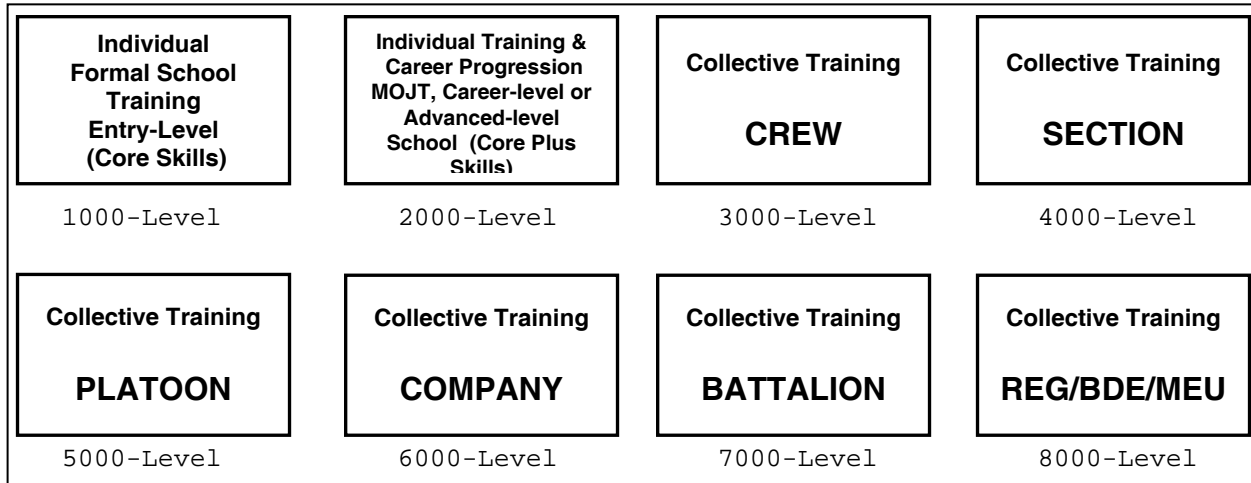 Individual
Formal School
Training
Entry-Level
(Core Skills)
1000-Level
Individual Training &
Career Progression
MOJT, Career-level or
Advanced-level
School (Core Plus
Skills)
2000-Level
Collective Training
CREW
3000-Level
Collective Training
SECTION
4000-Level
Collective Training
PLATOON
5000-Level
Collective Training
COMPANY
6000-Level
Collective Training
BATTALION
7000-Level
Collective Training
REG/BDE/MEU
8000-Level